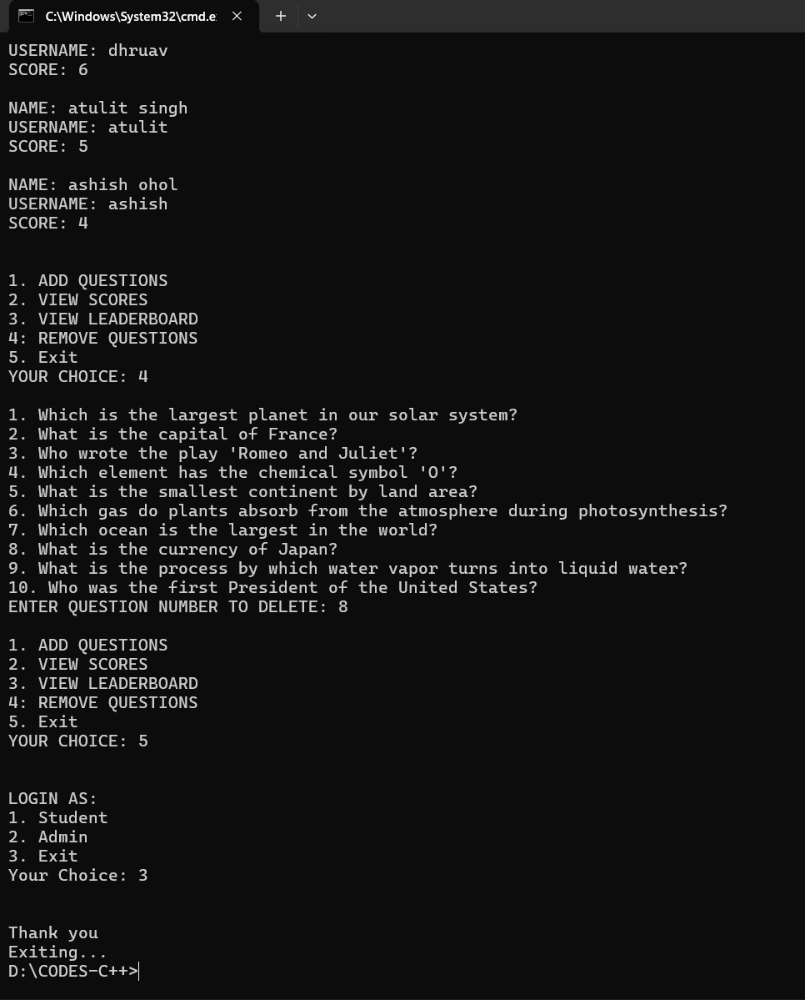 C:\Windows\System32\cmd.e
USERNAME: dhruav
SCORE: 6
NAME: atulit singh
USERNAME: atulit
SCORE: 5
NAME: ashish ohol
USERNAME: ashish
SCORE: 4
1. ADD QUESTIONS
2. VIEW SCORES
3. VIEW LEADERBOARD
4: REMOVE QUESTIONS
5. Exit
YOUR CHOICE: 4
1. Which is the largest planet in our solar system?
2. What is the capital of France?
3. Who wrote the play 'Romeo and Juliet'?
4. Which element has the chemical symbol 'O'?
5. What is the smallest continent by land area?
6. Which gas do plants absorb from the atmosphere during photosynthesis?
7. Which ocean is the largest in the world?
8. What is the currency of Japan?
9. What is the process by which water vapor turns into liquid water?
10. Who was the first President of the United States?
ENTER QUESTION NUMBER TO DELETE: 8
1. ADD QUESTIONS
2. VIEW SCORES
3. VIEW LEADERBOARD
4: REMOVE QUESTIONS
5. Exit
YOUR CHOICE: 5
LOGIN AS:
1. Student
2. Admin
3. Exit
Your Choice: 3
Thank you
Exiting...
D:\CODES-C++>